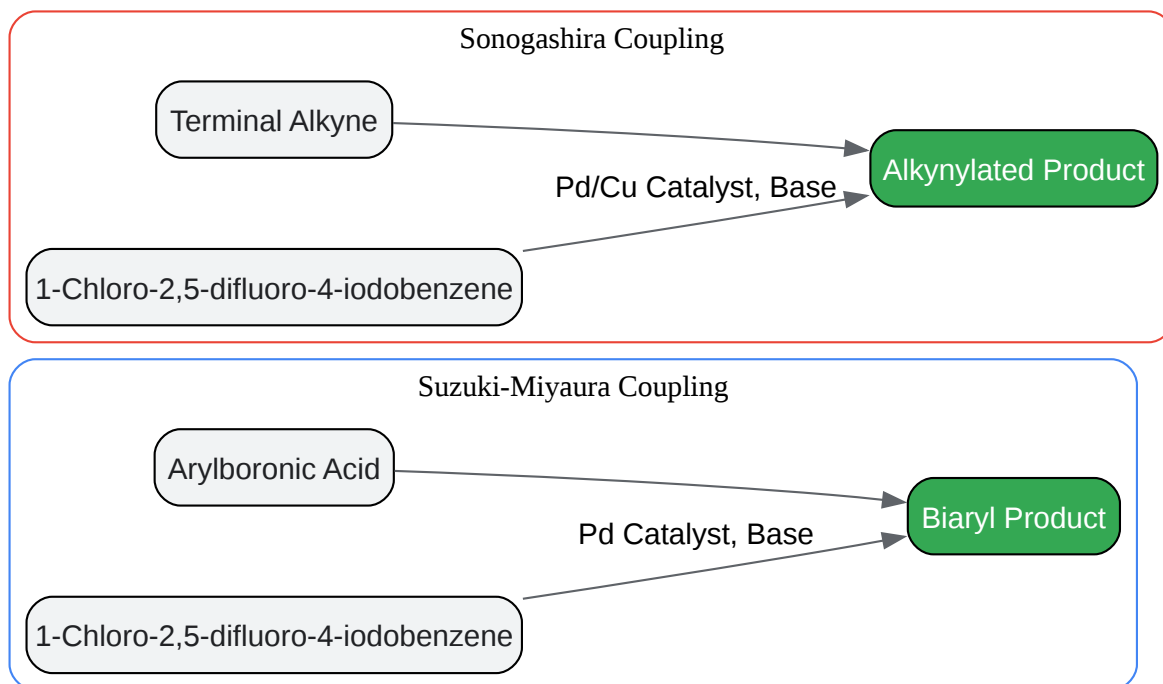 Sonogashira Coupling
Terminal Alkyne
Alkynylated Product
Pd/Cu Catalyst, Base
1-Chloro-2,5-difluoro-4-iodobenzene
Suzuki-Miyaura Coupling
Arylboronic Acid
Biaryl Product
Pd Catalyst, Base
1-Chloro-2,5-difluoro-4-iodobenzene